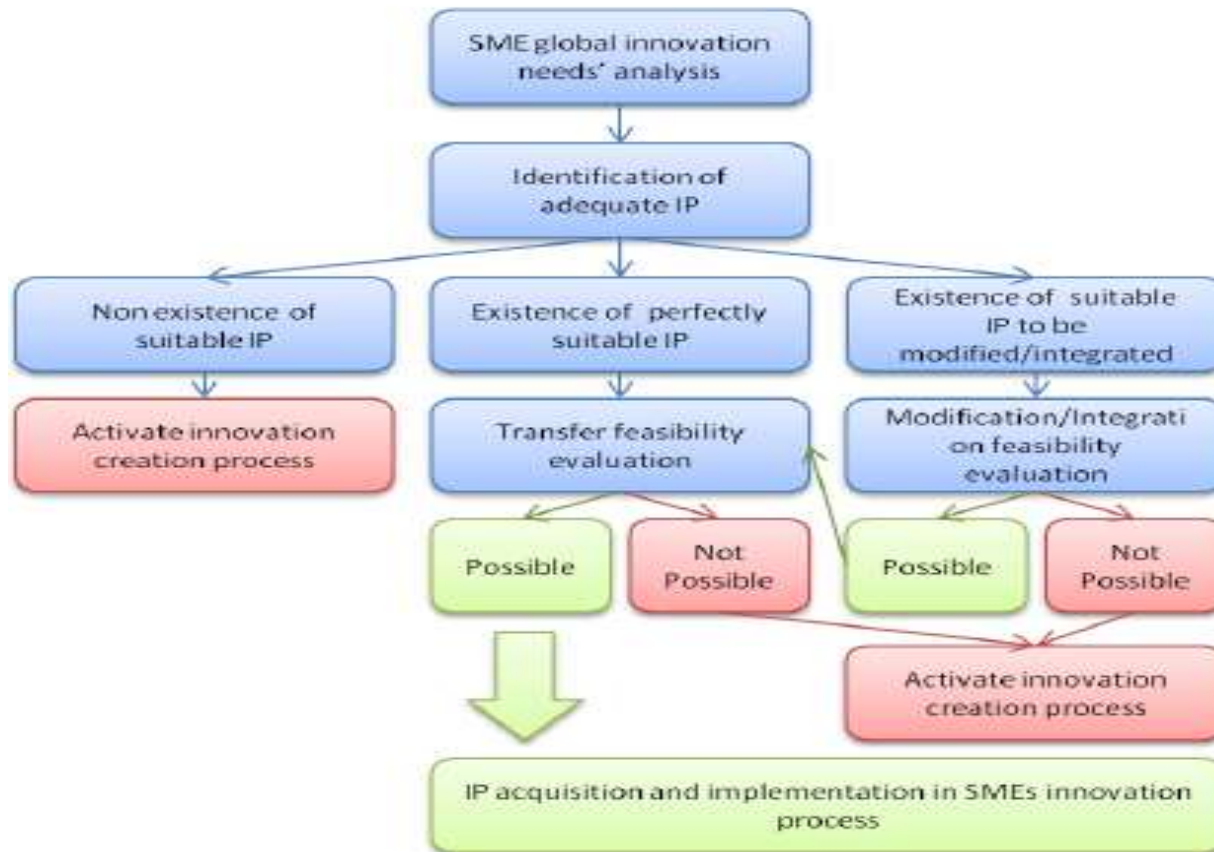 SME global innovation
needs' analysis
Identification of
adequate IP
Non existence of
suitable IP
Existence of perfectly
suitable IP
Existence of suitable
IP to be
modified/integrated
Activate innovation
creation process
Transfer feasibility
evaluation
Modification/Integrati
on feasibility
evaluation
Possible
Not
Possible
Possible
Not
Possible
Activate innovation
creation process
IP acquisition and implementation in SMEs innovation
process